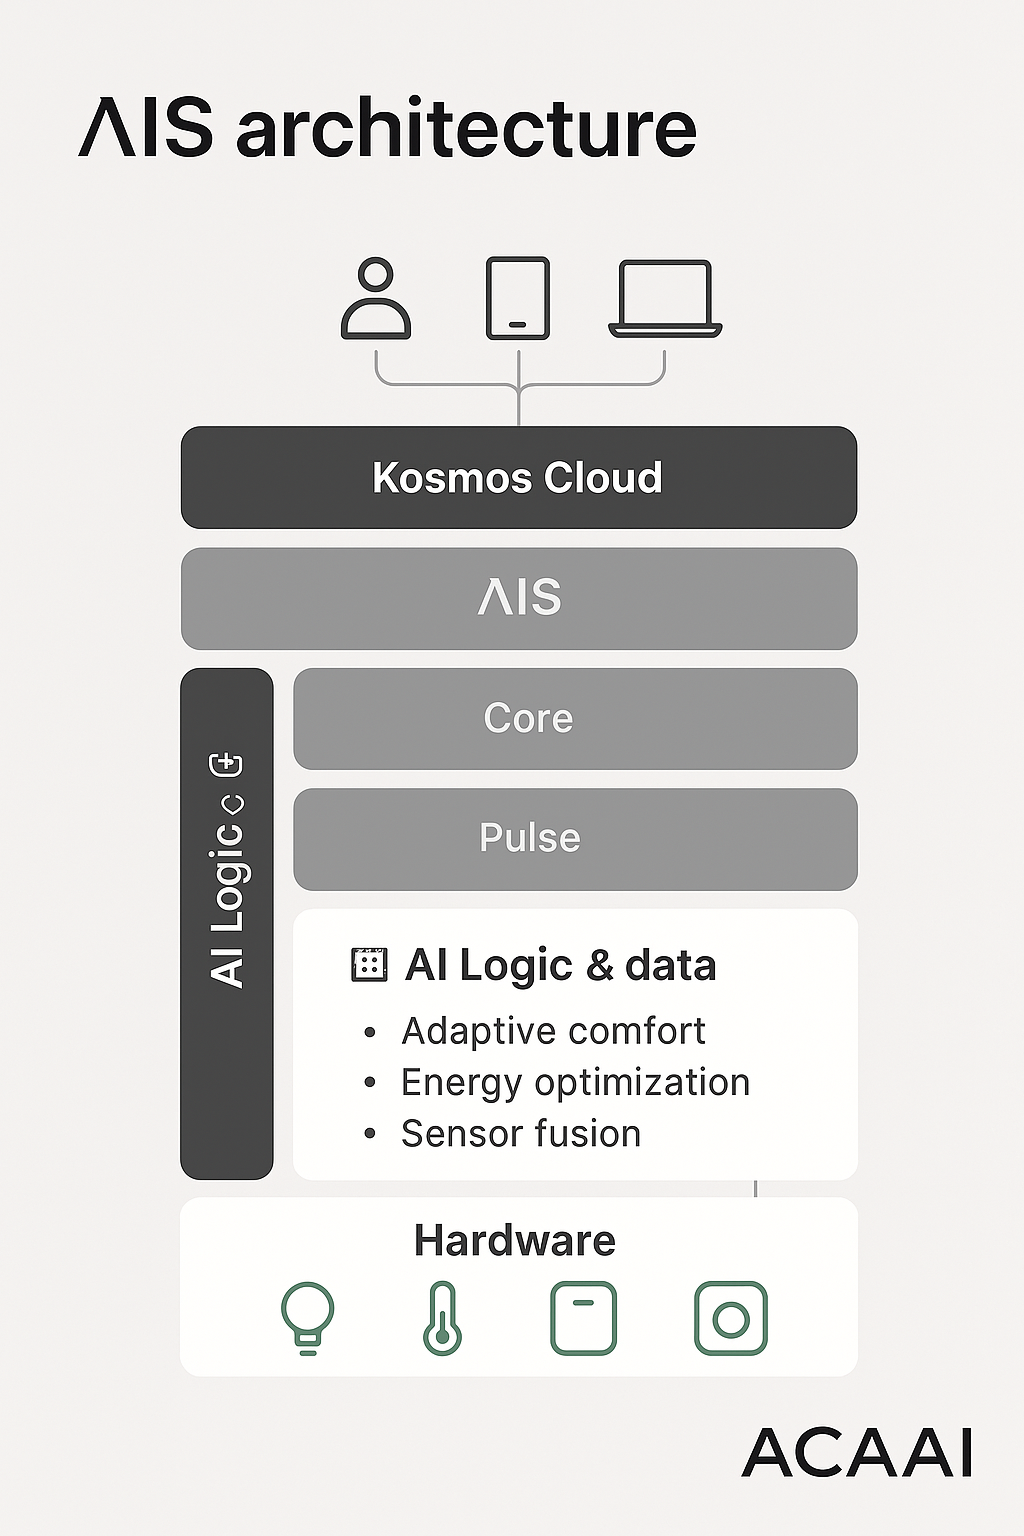 ΛIS architecture
Kosmos Cloud
ΛIS
Core
Pulse
AI Logic
AI Logic & data
• Adaptive comfort
• Energy optimization
• Sensor fusion
Hardware
ACAAI